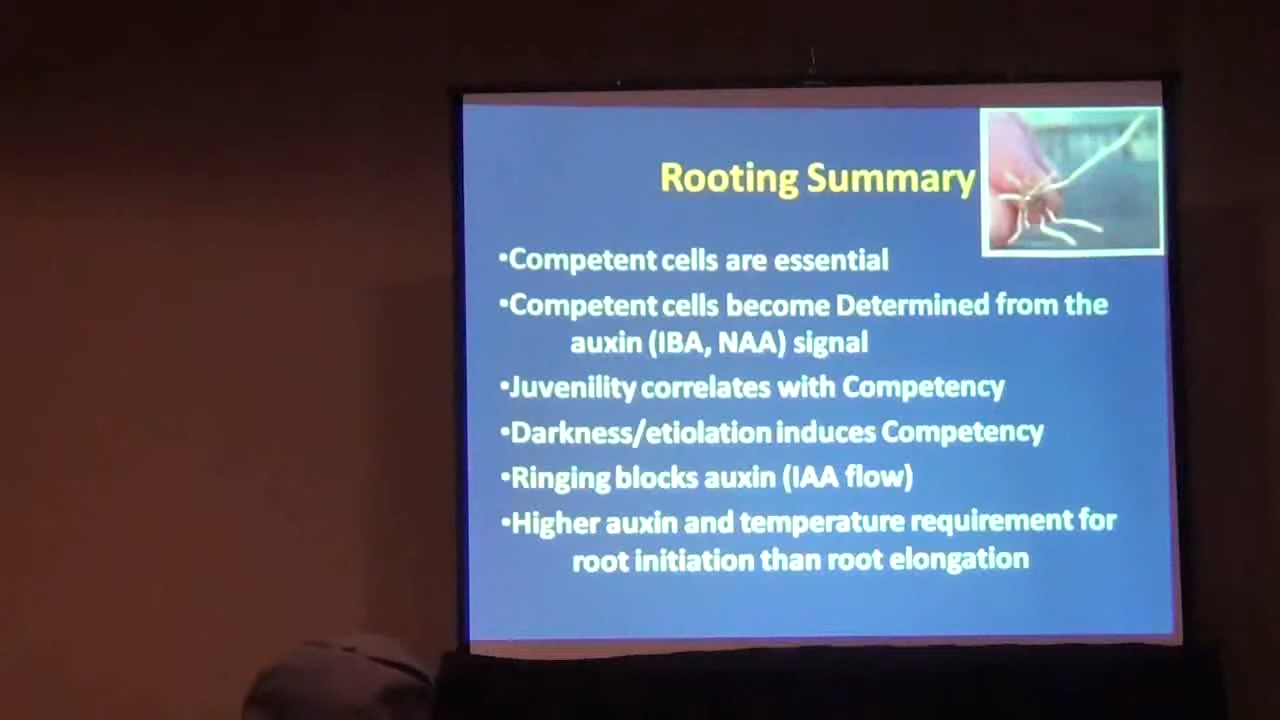 Rooting Summary
•Competent cells are essential
•Competent cells become Determined from the
auxin (IBA, NAA) signal
•Juvenility correlates with Competency
•Darkness/etiolation induces Competency
•Ringing blocks auxin (IAA flow)
•Higher auxin and temperature requirement for
root initiation than root elongation